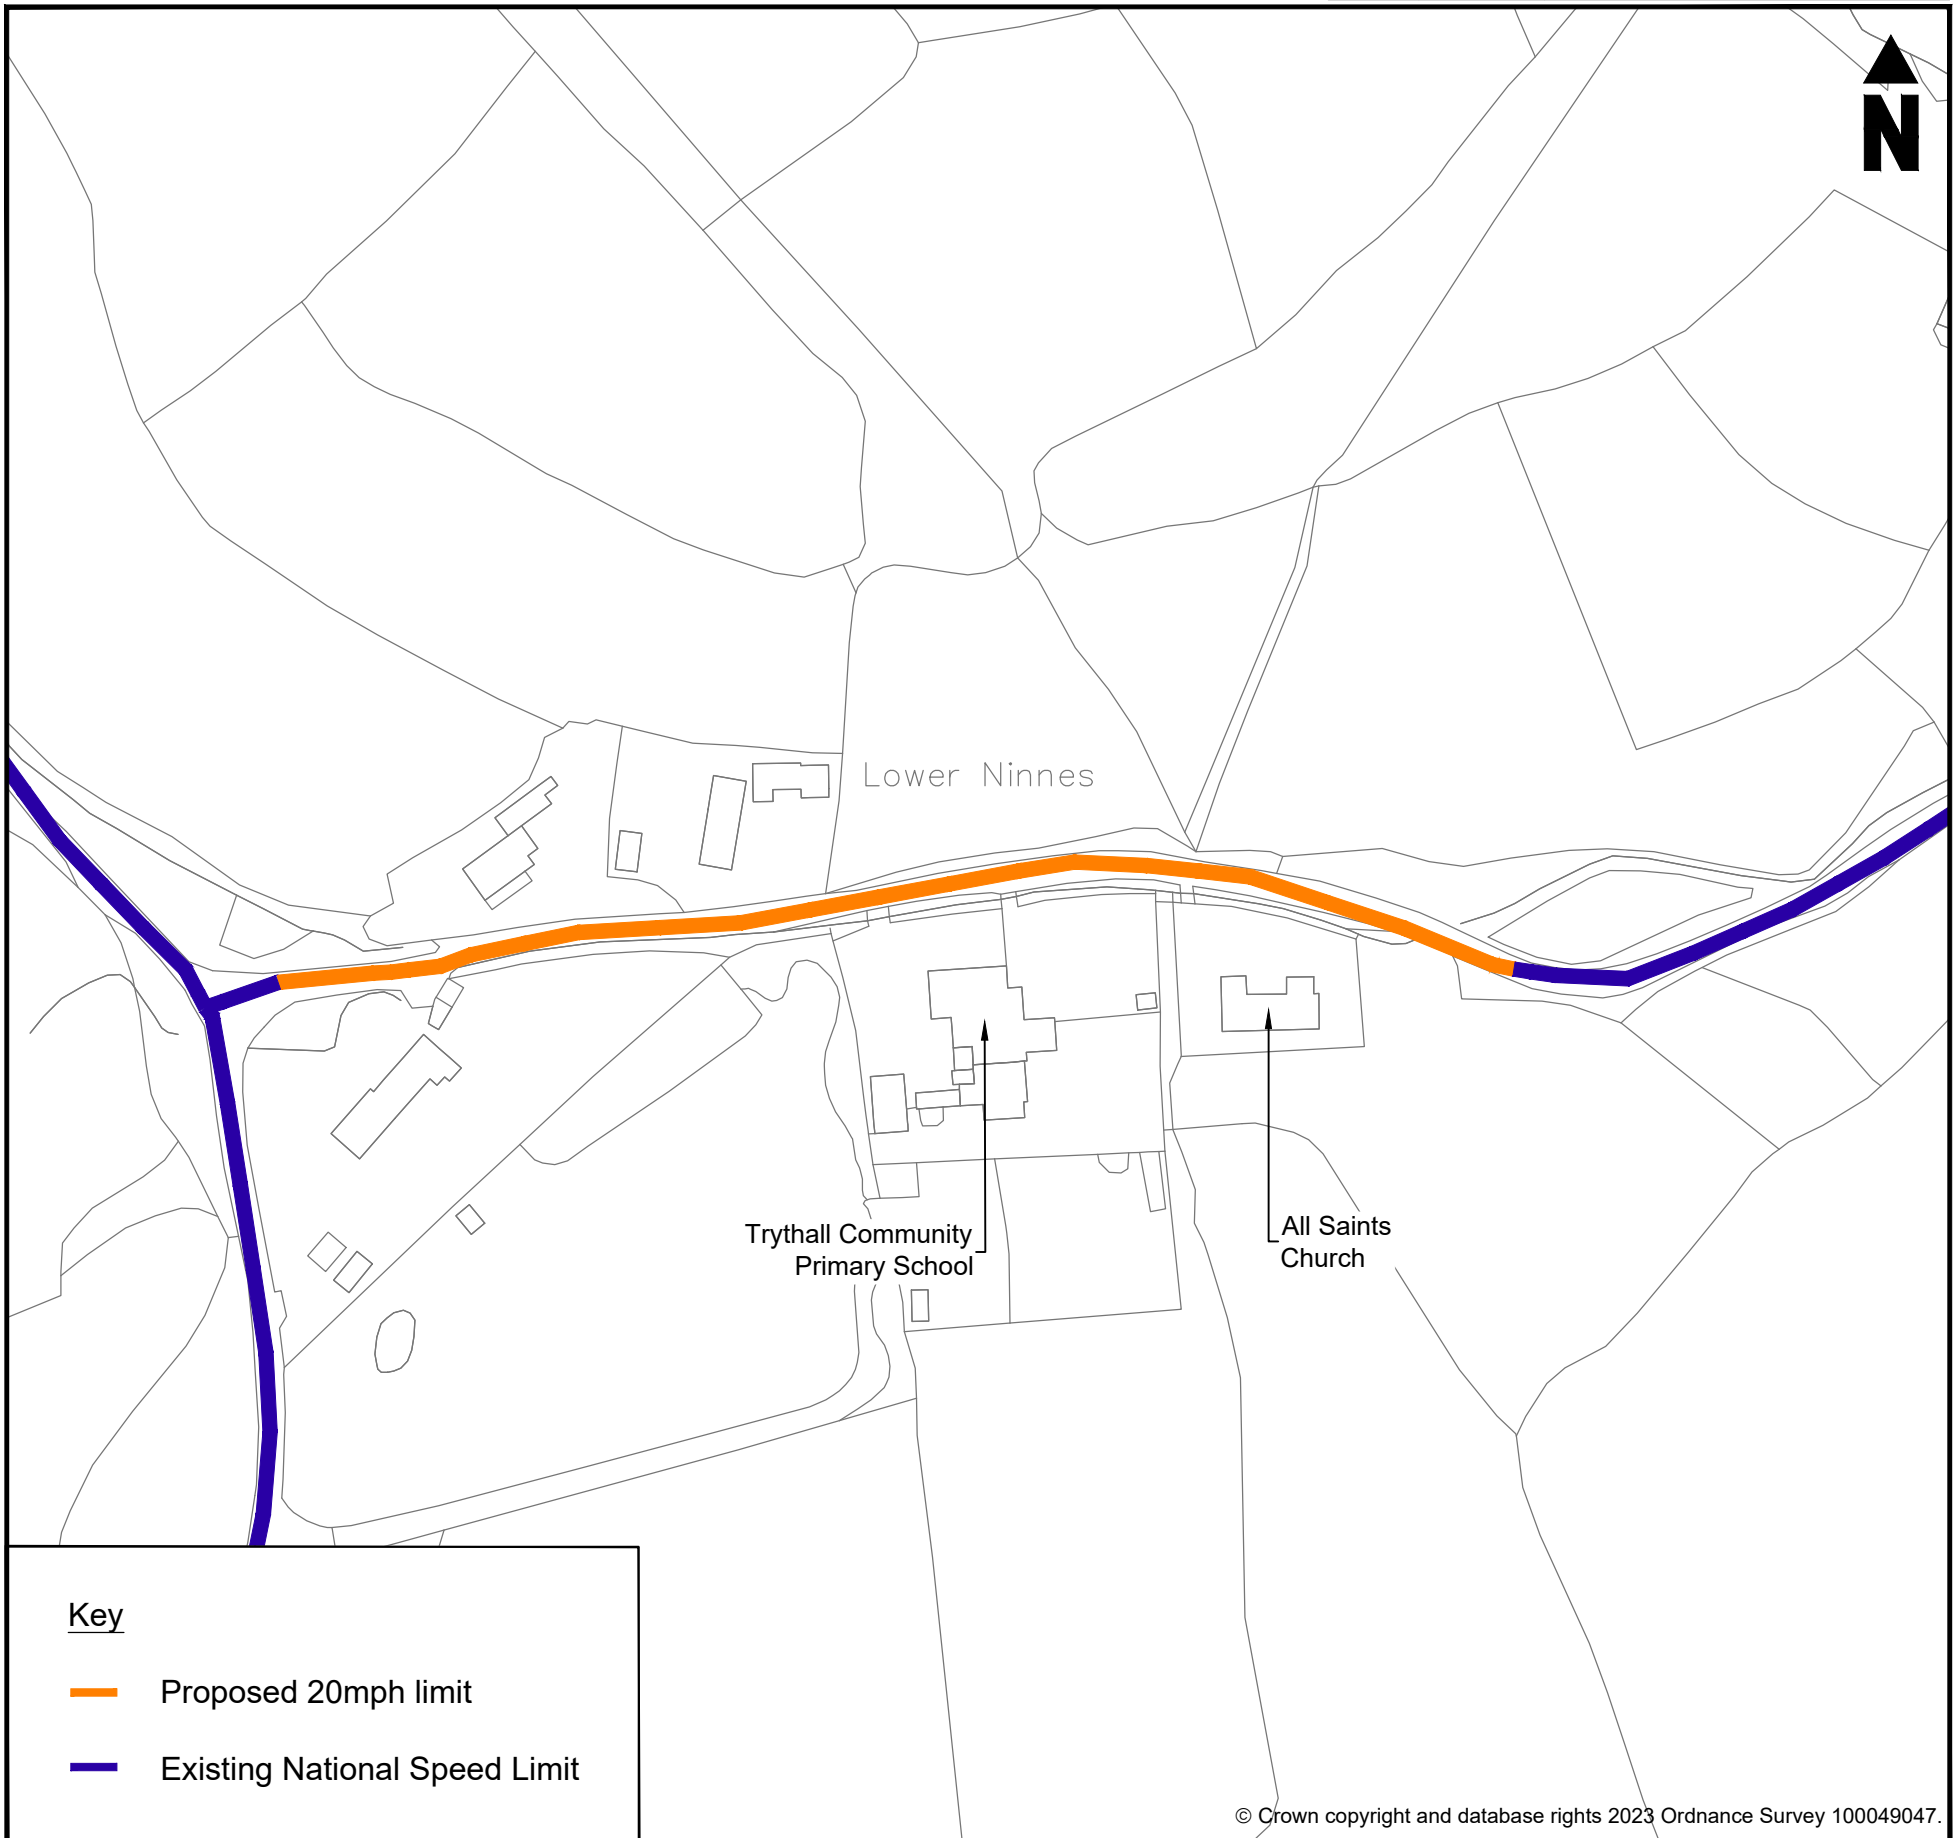 N
Lower Ninnes
Trythall Community
Primary School
All Saints
Church
Key
Proposed 20mph limit
Existing National Speed Limit
© Crown copyright and database rights 2023 Ordnance Survey 100049047.